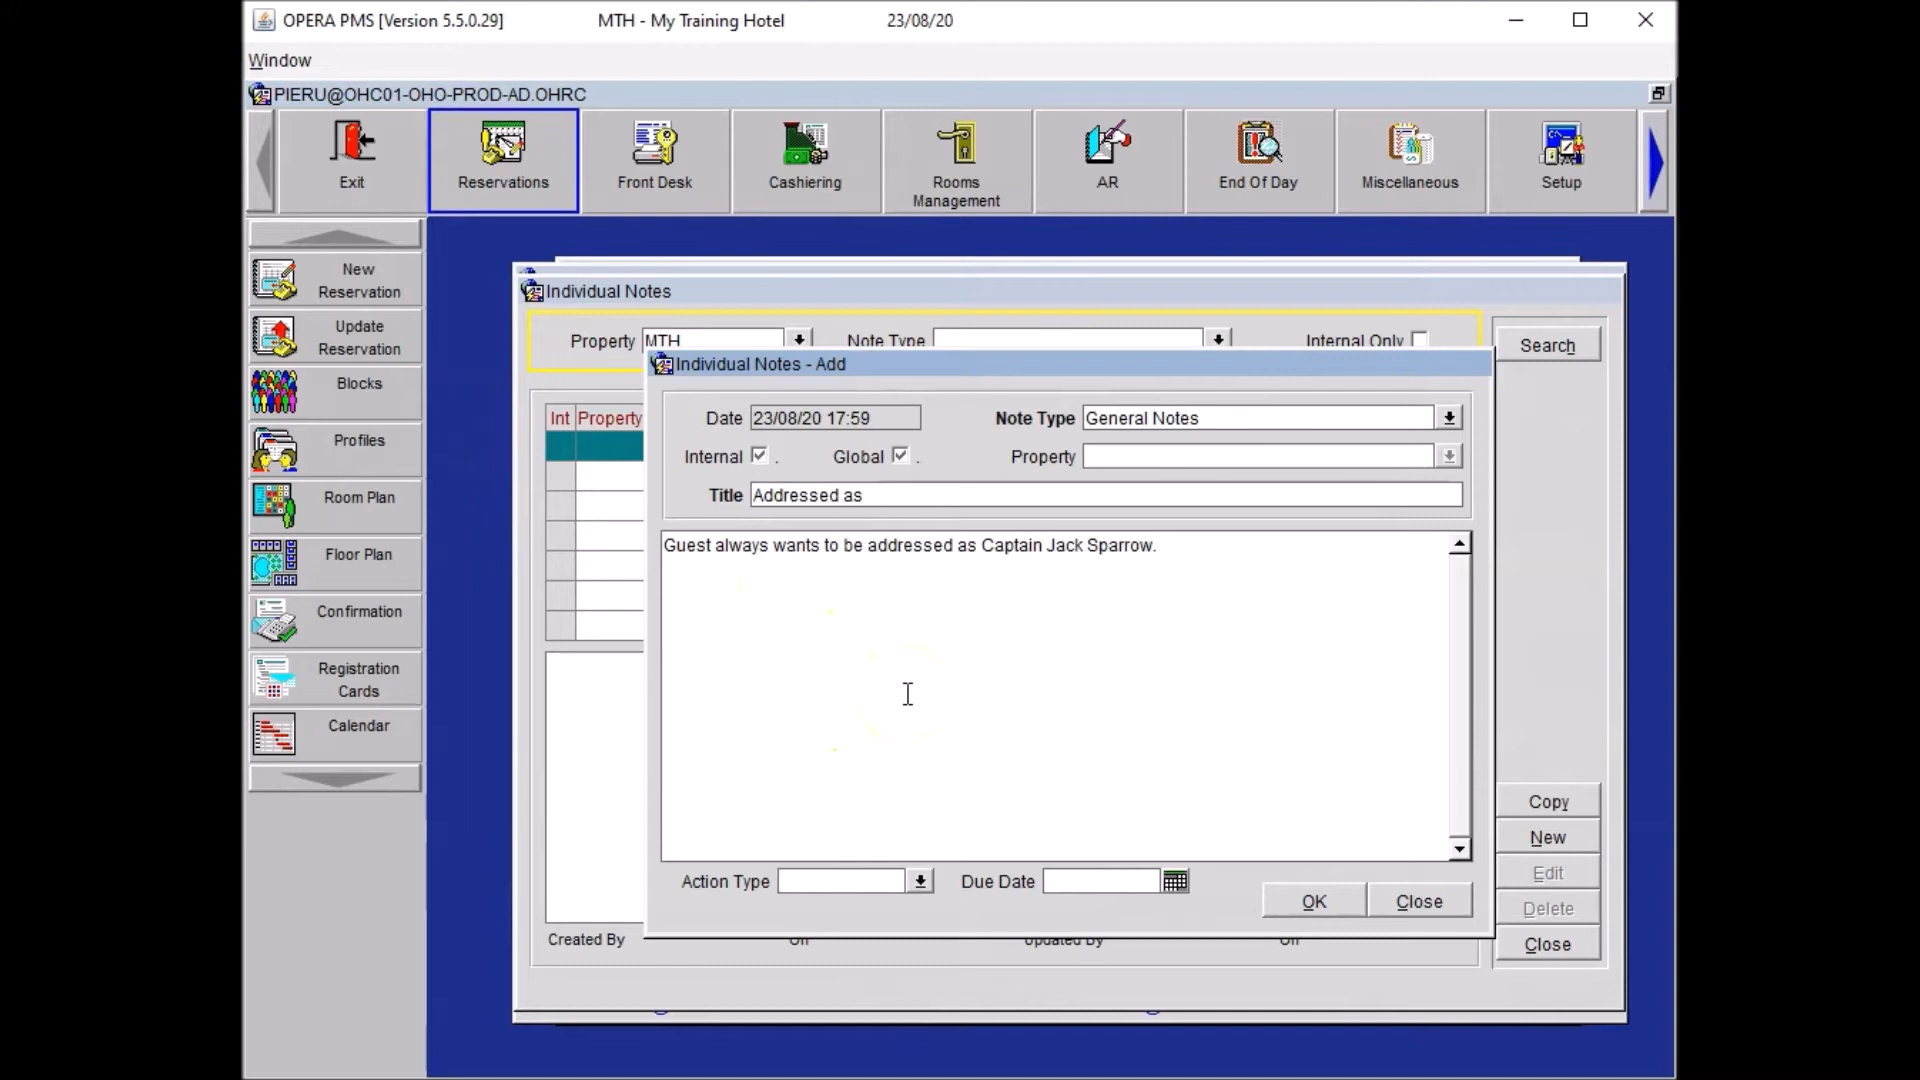 OPERA PMS [Version 5.5.0.29] MTH - My Training Hotel 23/08/20
Window
PIERU@OHC01-OHO-PROD-AD.OHRC
Exit
Reservations
Front Desk
Cashiering
Rooms
Management
AR
End Of Day
Miscellaneous
Setup
New
Reservation
Update
Reservation
Blocks
Profiles
Room Plan
Floor Plan
Confirmation
Registration
Cards
Calendar
Individual Notes
Property MTH Note Type Internal Only
Search
Individual Notes - Add
Int Property
Date 23/08/20 17:59 Note Type General Notes
Internal . Global . Property
Title Addressed as
Guest always wants to be addressed as Captain Jack Sparrow.
Action Type Due Date
OK Close
Created By On Updated By On
Copy
New
Edit
Delete
Close